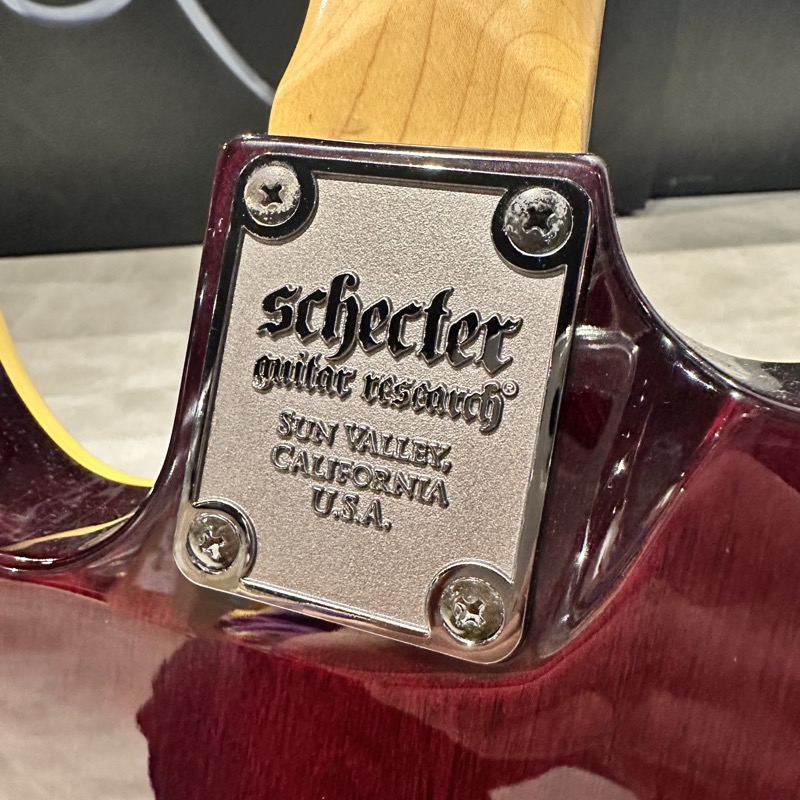 schecter
guitar research®
SUN VALLEY,
CALIFORNIA
U.S.A.